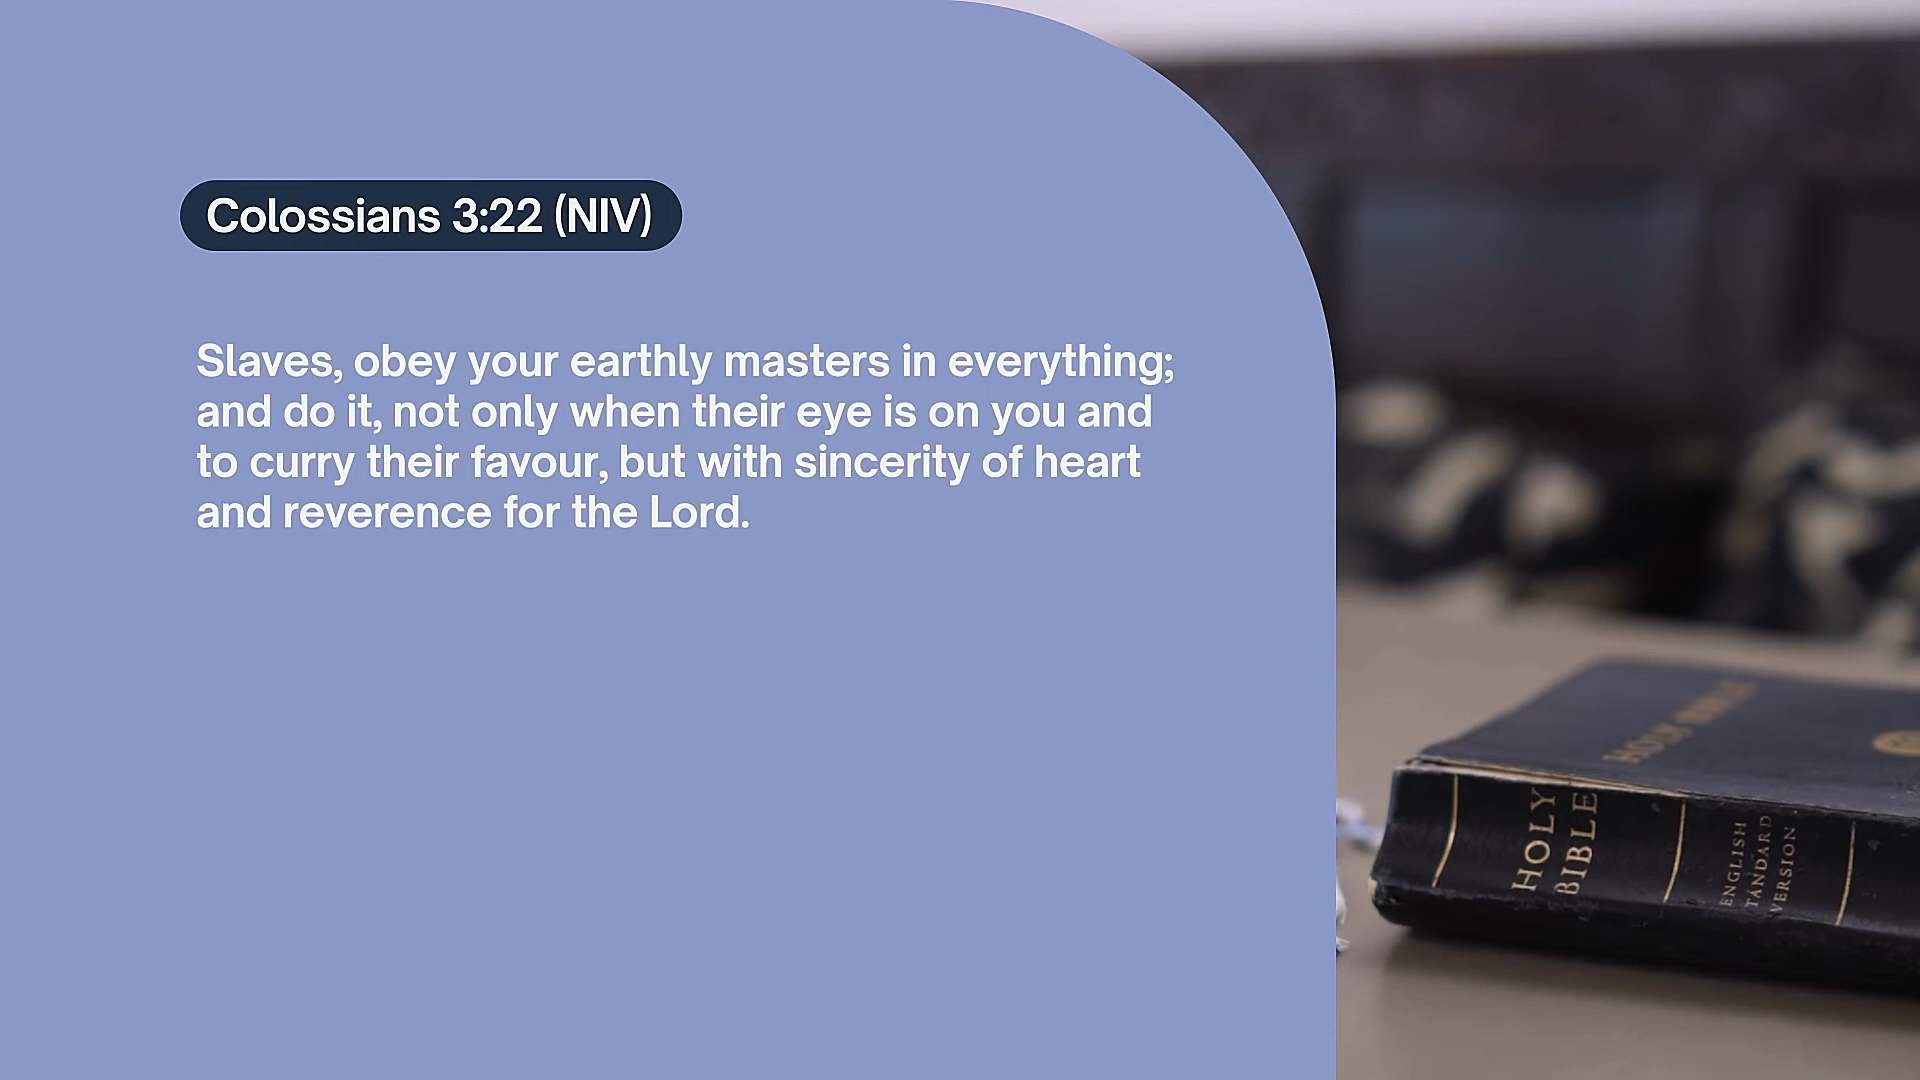 Colossians 3:22 (NIV)
Slaves, obey your earthly masters in everything;
and do it, not only when their eye is on you and
to curry their favour, but with sincerity of heart
and reverence for the Lord.
HOLY BIBLE
HOLY
BIBLE
ENGLISH
TANDARD
VERSION